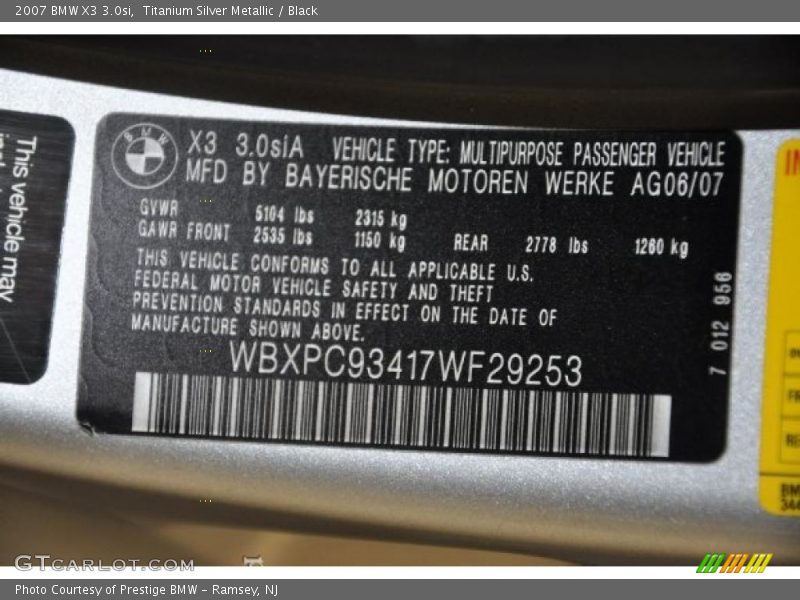 2007 BMW X3 3.0si, Titanium Silver Metallic / Black
This vehicle may
BMW
X3 3.0siA VEHICLE TYPE: MULTIPURPOSE PASSENGER VEHICLE
MFD BY BAYERISCHE MOTOREN WERKE AG06/07
GVWR 5104 lbs 2315 kg
GAWR FRONT 2535 lbs 1150 kg REAR 2778 lbs 1260 kg
THIS VEHICLE CONFORMS TO ALL APPLICABLE U.S.
FEDERAL MOTOR VEHICLE SAFETY AND THEFT
PREVENTION STANDARDS IN EFFECT ON THE DATE OF
MANUFACTURE SHOWN ABOVE.
WBXPC93417WF29253
7 012 956
GTCARLOT.COM
Photo Courtesy of Prestige BMW - Ramsey, NJ